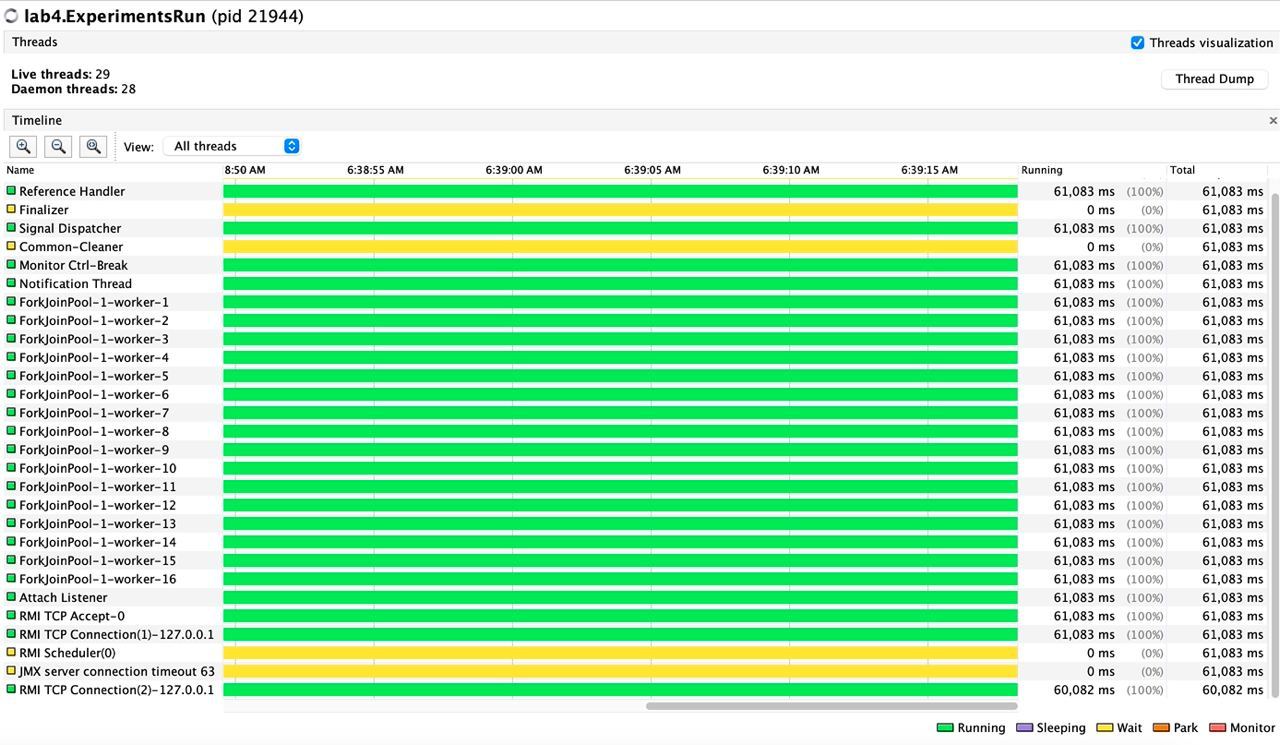 lab4.ExperimentsRun (pid 21944)
Threads Threads visualization
Live threads: 29
Daemon threads: 28
Thread Dump
Timeline
View: All threads
Name 8:50 AM 6:38:55 AM 6:39:00 AM 6:39:05 AM 6:39:10 AM 6:39:15 AM Running Total
Reference Handler 61,083 ms (100%) 61,083 ms
Finalizer 0 ms (0%) 61,083 ms
Signal Dispatcher 61,083 ms (100%) 61,083 ms
Common-Cleaner 0 ms (0%) 61,083 ms
Monitor Ctrl-Break 61,083 ms (100%) 61,083 ms
Notification Thread 61,083 ms (100%) 61,083 ms
ForkJoinPool-1-worker-1 61,083 ms (100%) 61,083 ms
ForkJoinPool-1-worker-2 61,083 ms (100%) 61,083 ms
ForkJoinPool-1-worker-3 61,083 ms (100%) 61,083 ms
ForkJoinPool-1-worker-4 61,083 ms (100%) 61,083 ms
ForkJoinPool-1-worker-5 61,083 ms (100%) 61,083 ms
ForkJoinPool-1-worker-6 61,083 ms (100%) 61,083 ms
ForkJoinPool-1-worker-7 61,083 ms (100%) 61,083 ms
ForkJoinPool-1-worker-8 61,083 ms (100%) 61,083 ms
ForkJoinPool-1-worker-9 61,083 ms (100%) 61,083 ms
ForkJoinPool-1-worker-10 61,083 ms (100%) 61,083 ms
ForkJoinPool-1-worker-11 61,083 ms (100%) 61,083 ms
ForkJoinPool-1-worker-12 61,083 ms (100%) 61,083 ms
ForkJoinPool-1-worker-13 61,083 ms (100%) 61,083 ms
ForkJoinPool-1-worker-14 61,083 ms (100%) 61,083 ms
ForkJoinPool-1-worker-15 61,083 ms (100%) 61,083 ms
ForkJoinPool-1-worker-16 61,083 ms (100%) 61,083 ms
Attach Listener 61,083 ms (100%) 61,083 ms
RMI TCP Accept-0 61,083 ms (100%) 61,083 ms
RMI TCP Connection(1)-127.0.0.1 61,083 ms (100%) 61,083 ms
RMI Scheduler(0) 0 ms (0%) 61,083 ms
JMX server connection timeout 63 0 ms (0%) 61,083 ms
RMI TCP Connection(2)-127.0.0.1 60,082 ms (100%) 60,082 ms
Running Sleeping Wait Park Monitor